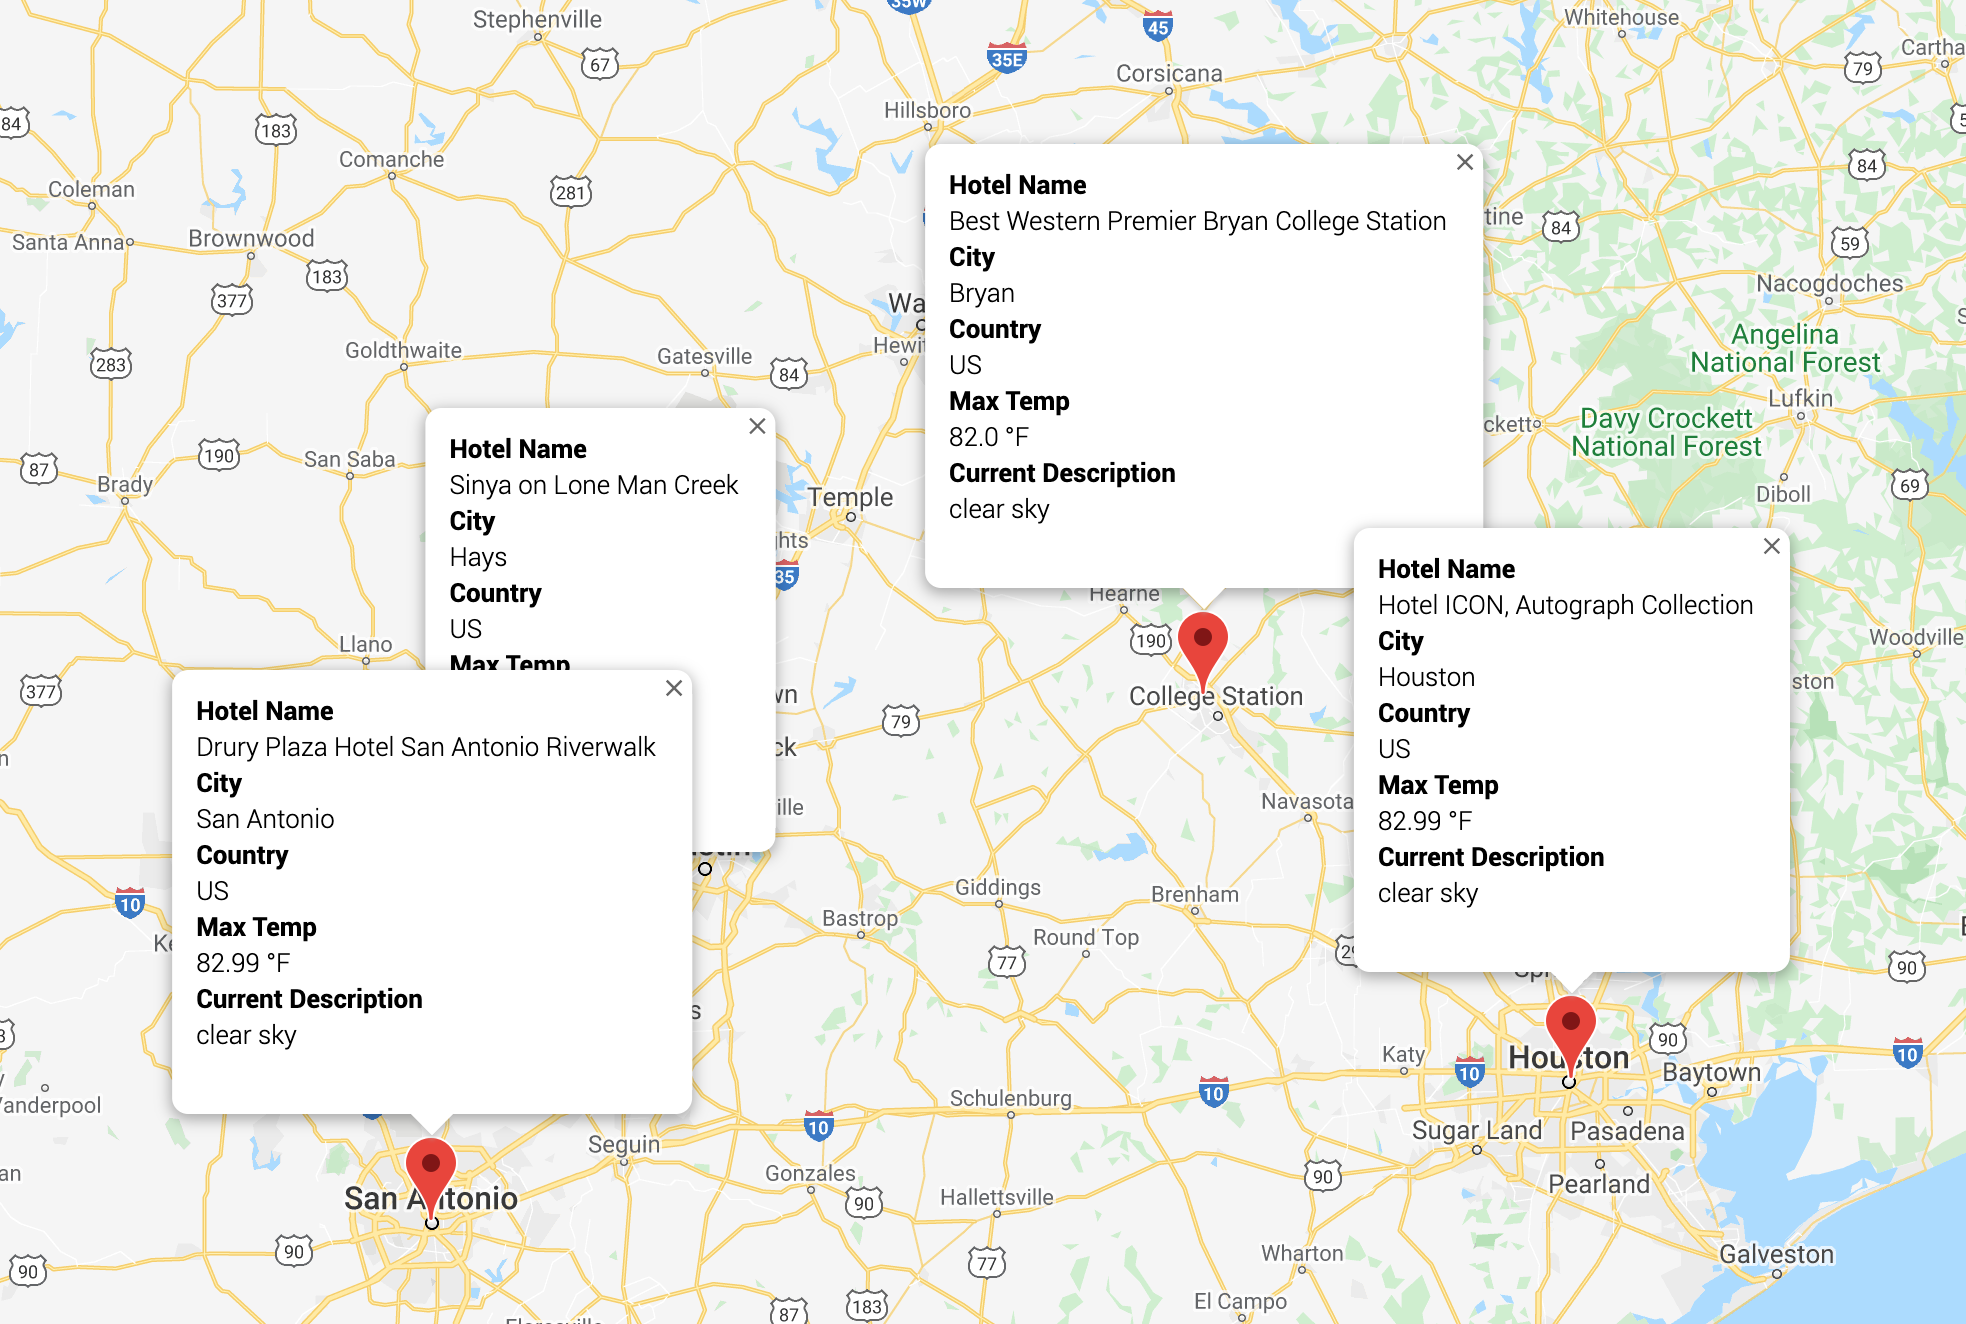 Stephenville
67
35W
35E
45
Whitehouse
79
Corsicana
Hillsboro
84
183
Comanche
281
Coleman
Santa Anna
Brownwood
183
377
84
84
59
Nacogdoches
Angelina
National Forest
Lufkin
Davy Crockett
National Forest
Diboll
69
Woodville
283
Goldthwaite
Gatesville
84
87
190
San Saba
Brady
Temple
35
Llano
377
Hotel Name
Best Western Premier Bryan College Station
City
Bryan
Country
US
Max Temp
82.0 °F
Current Description
clear sky
Hotel Name
Sinya on Lone Man Creek
City
Hays
Country
US
Max Temp
Hotel Name
Hotel ICON, Autograph Collection
City
Houston
Country
US
Max Temp
82.99 °F
Current Description
clear sky
Hotel Name
Drury Plaza Hotel San Antonio Riverwalk
City
San Antonio
Country
US
Max Temp
82.99 °F
Current Description
clear sky
Hearne
190
College Station
79
Navasota
10
Giddings
Brenham
Bastrop
Round Top
77
90
Katy
10
Houston
90
Baytown
10
Schulenburg
10
10
Sugar Land
Pasadena
Pearland
Seguin
San Antonio
Gonzales
90
Hallettsville
90
90
90
77
Wharton
Galveston
87
183
El Campo